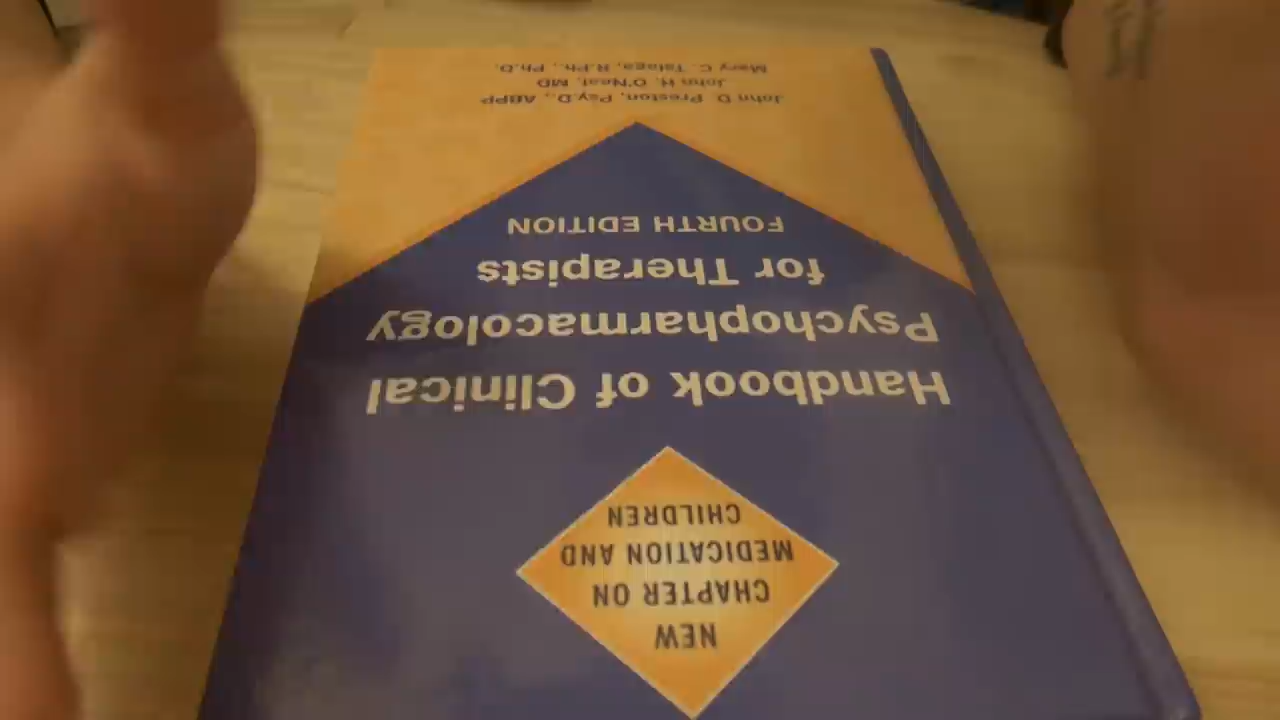 NEW
CHAPTER ON
MEDICATION AND
CHILDREN
Handbook of Clinical
Psychopharmacology
for Therapists
FOURTH EDITION
John D. Preston, Psy.D., ABPP
John H. O'Neal, MD
Mary C. Talaga, R.Ph., Ph.D.